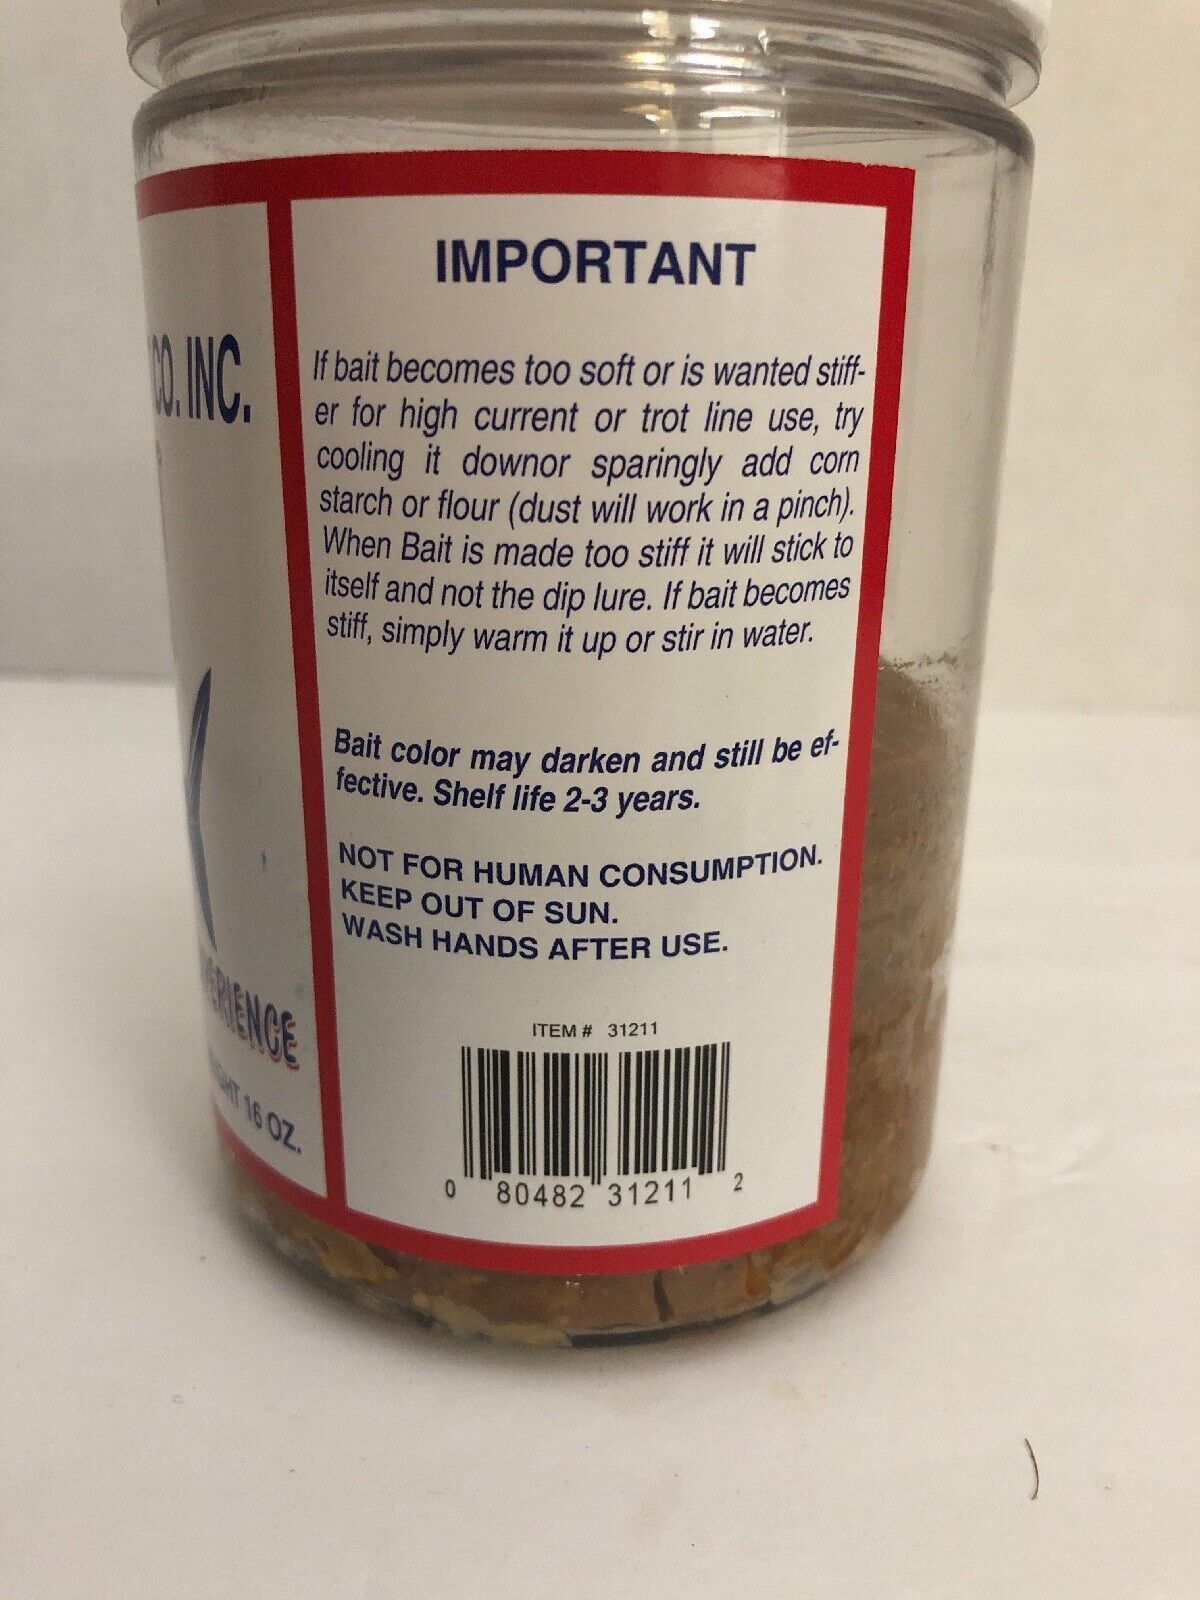 IMPORTANT
If bait becomes too soft or is wanted stiff-
er for high current or trot line use, try
cooling it downor sparingly add corn
starch or flour (dust will work in a pinch).
When Bait is made too stiff it will stick to
itself and not the dip lure. If bait becomes
stiff, simply warm it up or stir in water.
Bait color may darken and still be ef-
fective. Shelf life 2-3 years.
NOT FOR HUMAN CONSUMPTION.
KEEP OUT OF SUN.
WASH HANDS AFTER USE.
ITEM # 31211
0 80482 31211 2
CO. INC.
16 OZ.